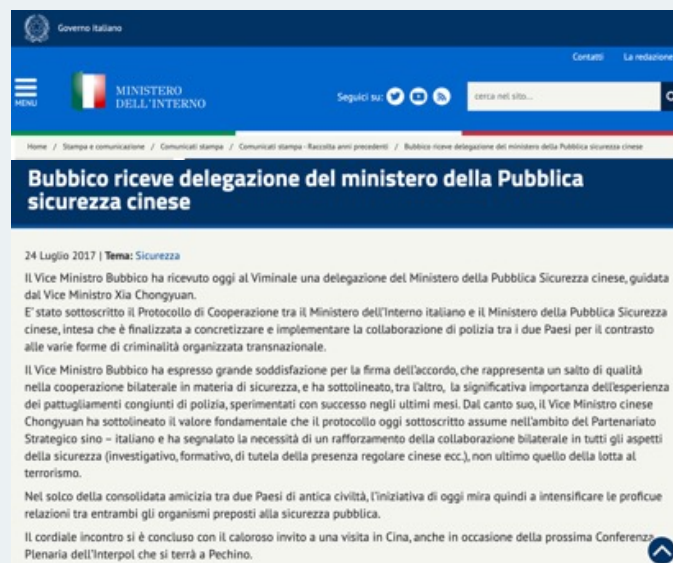 Governo Italiano
Contatti La redazione
MENU
MINISTERO
DELL'INTERNO
Seguici su:
cerca nel sito...
Home / Stampa e comunicazione / Comunicati stampa / Comunicati stampa - Raccolta anni precedenti / Bubbico riceve delegazione del ministero della Pubblica sicurezza cinese
Bubbico riceve delegazione del ministero della Pubblica
sicurezza cinese
24 Luglio 2017 | Tema: Sicurezza
Il Vice Ministro Bubbico ha ricevuto oggi al Viminale una delegazione del Ministero della Pubblica Sicurezza cinese, guidata
dal Vice Ministro Xia Chongyuan.
E' stato sottoscritto il Protocollo di Cooperazione tra il Ministero dell'Interno italiano e il Ministero della Pubblica Sicurezza
cinese, intesa che è finalizzata a concretizzare e implementare la collaborazione di polizia tra i due Paesi per il contrasto
alle varie forme di criminalità organizzata transnazionale.
Il Vice Ministro Bubbico ha espresso grande soddisfazione per la firma dell'accordo, che rappresenta un salto di qualità
nella cooperazione bilaterale in materia di sicurezza, e ha sottolineato, tra l'altro, la significativa importanza dell'esperienza
dei pattugliamenti congiunti di polizia, sperimentati con successo negli ultimi mesi. Dal canto suo, il Vice Ministro cinese
Chongyuan ha sottolineato il valore fondamentale che il protocollo oggi sottoscritto assume nell'ambito del Partenariato
Strategico sino – italiano e ha segnalato la necessità di un rafforzamento della collaborazione bilaterale in tutti gli aspetti
della sicurezza (investigativo, formativo, di tutela della presenza regolare cinese ecc.), non ultimo quello della lotta al
terrorismo.
Nel solco della consolidata amicizia tra due Paesi di antica civiltà, l'iniziativa di oggi mira quindi a intensificare le proficue
relazioni tra entrambi gli organismi preposti alla sicurezza pubblica.
Il cordiale incontro si è concluso con il caloroso invito a una visita in Cina, anche in occasione della prossima Conferenza
Plenaria dell'Interpol che si terrà a Pechino.